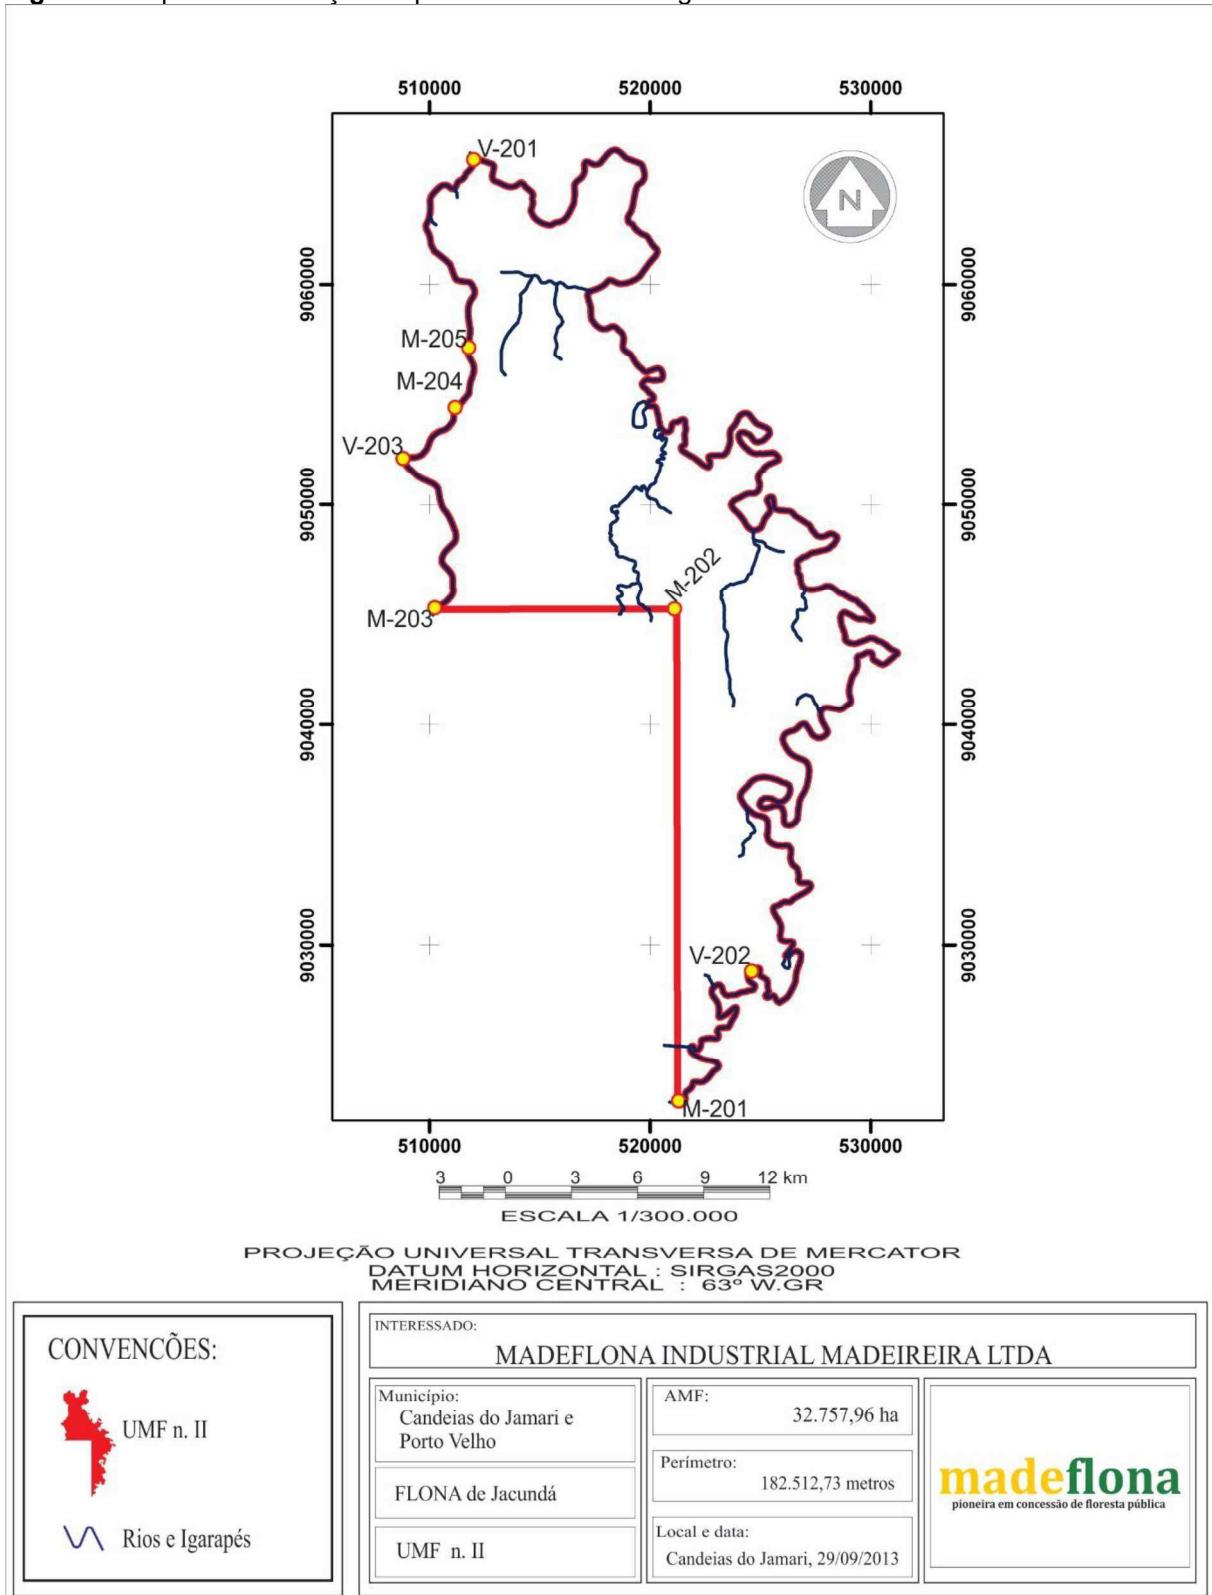 510000 520000 530000
V-201
N
9060000 9060000
M-205
M-204
V-203
9050000 9050000
M-202
M-203
9040000 9040000
V-202
9030000 9030000
M-201
510000 520000 530000
3 0 3 6 9 12 km
ESCALA 1/300.000
PROJEÇÃO UNIVERSAL TRANSVERSA DE MERCATOR
DATUM HORIZONTAL : SIRGAS2000
MERIDIANO CENTRAL : 63º W.GR
CONVENCÕES:
UMF n. II
Rios e Igarapés
INTERESSADO:
MADEFLONA INDUSTRIAL MADEIREIRA LTDA
Município:
Candeias do Jamari e
Porto Velho
FLONA de Jacundá
UMF n. II
AMF:
32.757,96 ha
Perímetro:
182.512,73 metros
Local e data:
Candeias do Jamari, 29/09/2013
madeflona
pioneira em concessão de floresta pública